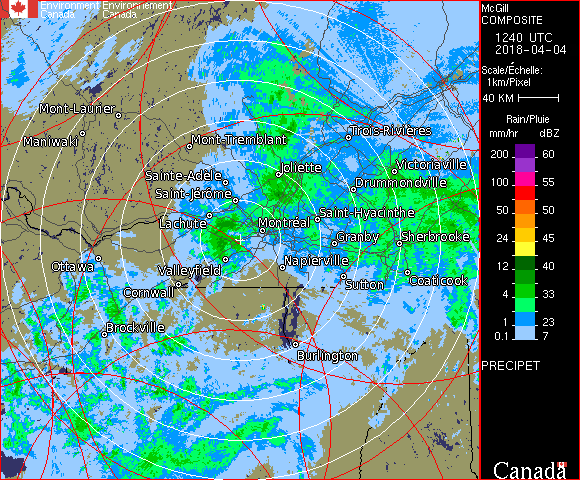 Environment Environnement
Canada Canada
McGill
COMPOSITE
1240 UTC
2018-04-04
Scale/Échelle:
1km/Pixel
40 KM
Rain/Pluie
mm/hr dBZ
200 60
100 55
50 50
24 45
12 40
4 33
1 23
0.1 7
PRECIPET
Canada
Mont-Laurier
Maniwaki
Mont-Tremblant
Trois-Rivières
Joliette
Victoriaville
Sainte-Adèle
Drummondville
Saint-Jérôme
Saint-Hyacinthe
Lachute
Montréal
Granby
Sherbrooke
Ottawa
Valleyfield
Napierville
Sutton
Coaticook
Cornwall
Brockville
Burlington